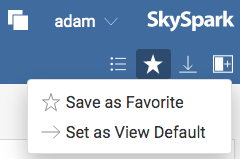 adam SkySpark
Save as Favorite
Set as View Default